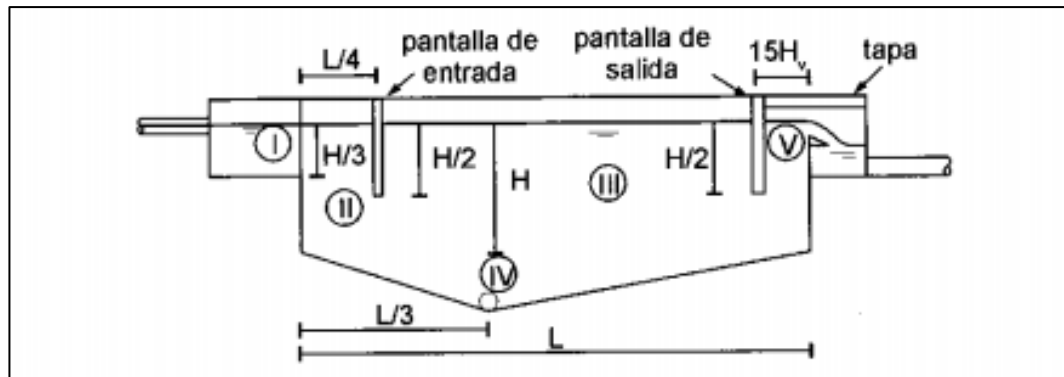 pantalla de
entrada
pantalla de
salida
tapa
L/4
15Hv
I
H/3
H/2
H
H/2
V
II
III
IV
L/3
L